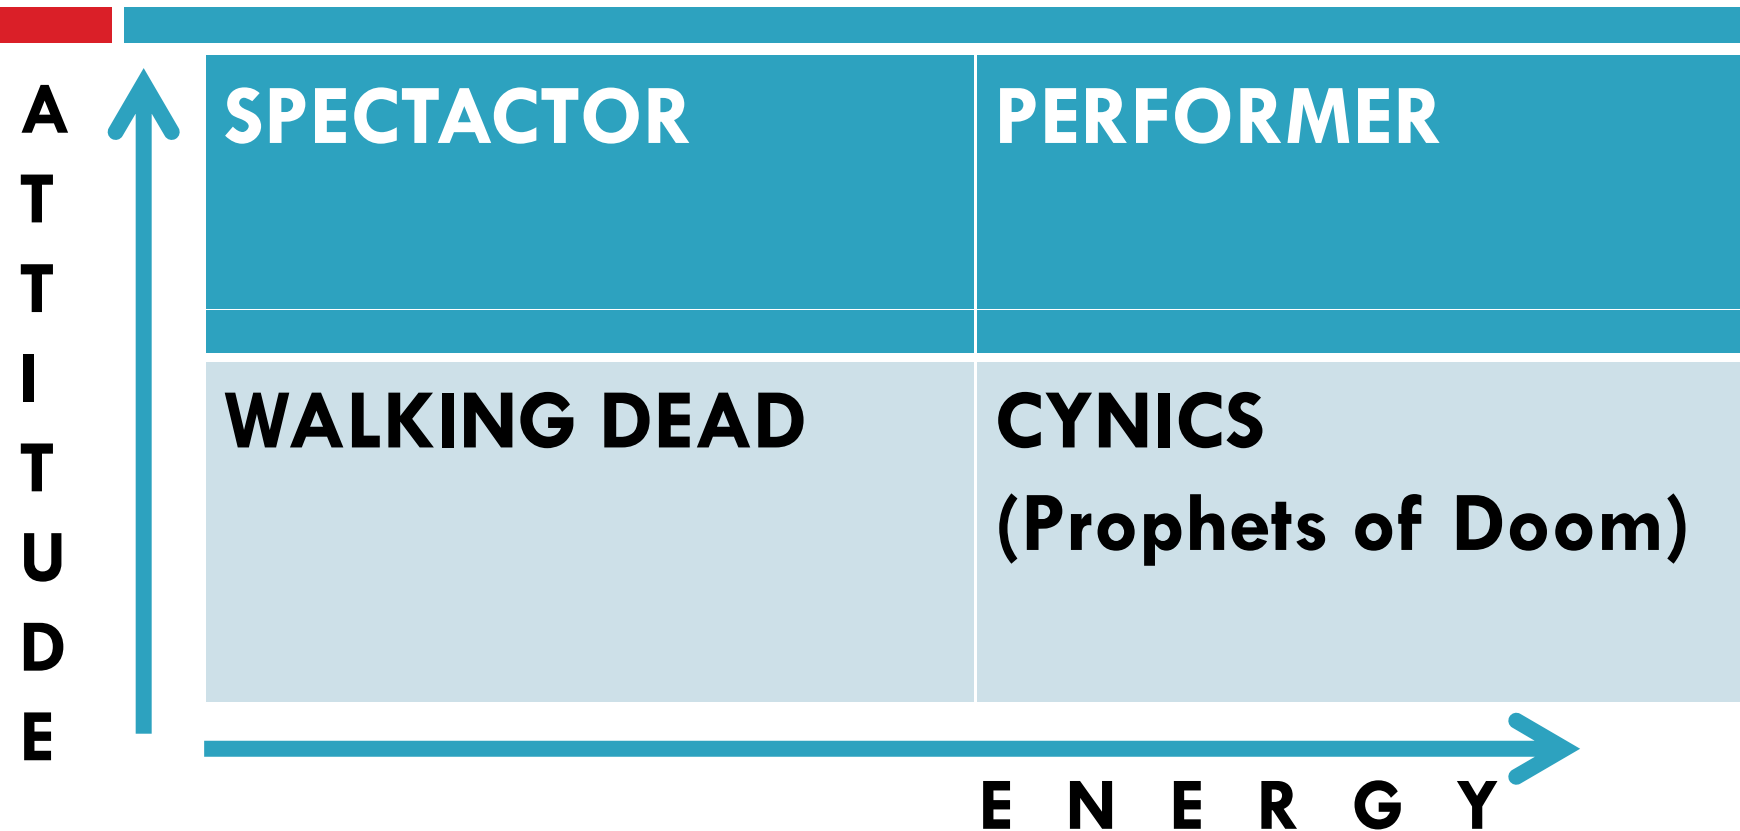 ATTITUDE
SPECTACTOR
PERFORMER
WALKING DEAD
CYNICS
(Prophets of Doom)
ENERGY